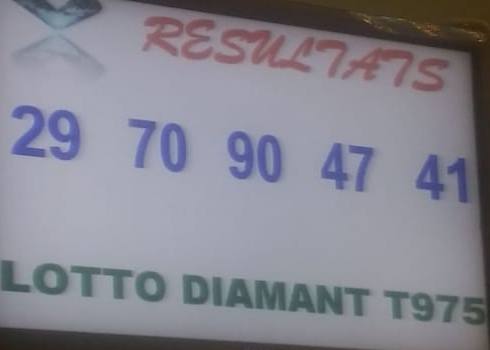 RESULTATS
29 70 90 47 41
LOTTO DIAMANT T975